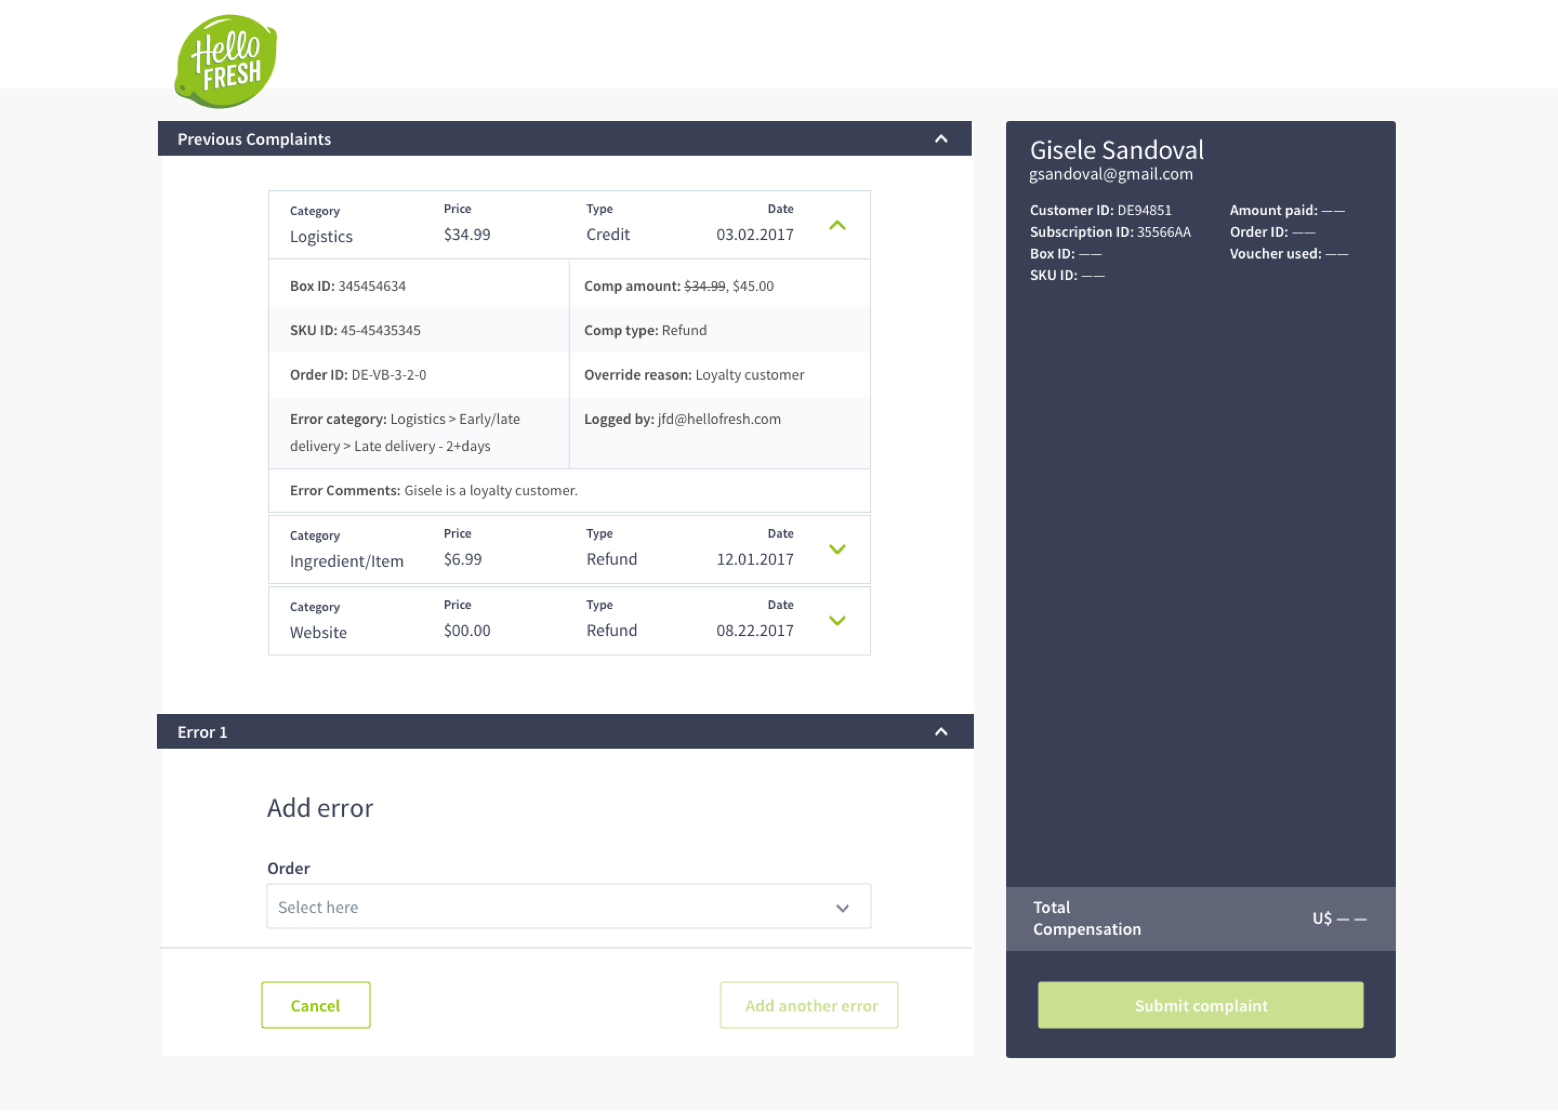 Hello
FRESH
Previous Complaints
Category Price Type Date
Logistics $34.99 Credit 03.02.2017
Box ID: 345454634
Comp amount: $34.99, $45.00
SKU ID: 45-45435345
Comp type: Refund
Order ID: DE-VB-3-2-0
Override reason: Loyalty customer
Error category: Logistics > Early/late
delivery > Late delivery - 2+days
Logged by: jfd@hellofresh.com
Error Comments: Gisele is a loyalty customer.
Category Price Type Date
Ingredient/Item $6.99 Refund 12.01.2017
Category Price Type Date
Website $00.00 Refund 08.22.2017
Error 1
Add error
Order
Select here
Cancel
Add another error
Gisele Sandoval
gsandoval@gmail.com
Customer ID: DE94851
Subscription ID: 35566AA
Box ID: ——
SKU ID: ——
Amount paid: ——
Order ID: ——
Voucher used: ——
Total
Compensation
U$ — —
Submit complaint